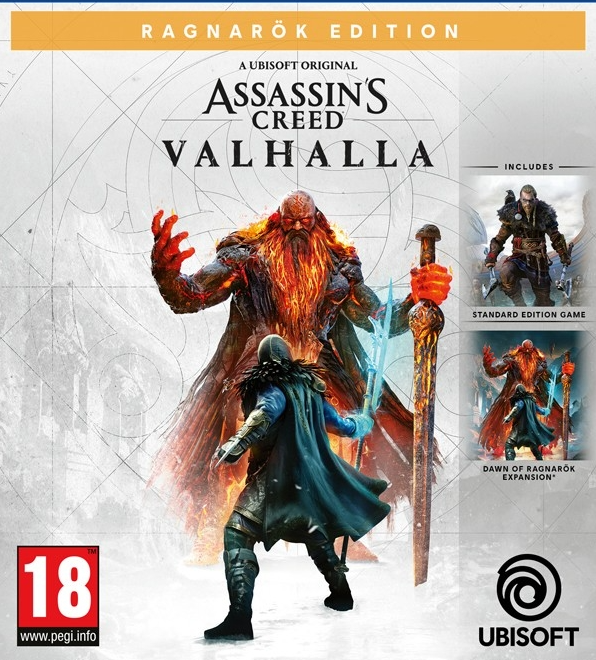 RAGNARÖK EDITION
A UBISOFT ORIGINAL
ASSASSIN'S
CREED
VALHALLA
INCLUDES
STANDARD EDITION GAME
DAWN OF RAGNARÖK
EXPANSION*
18 TM
www.pegi.info
UBISOFT